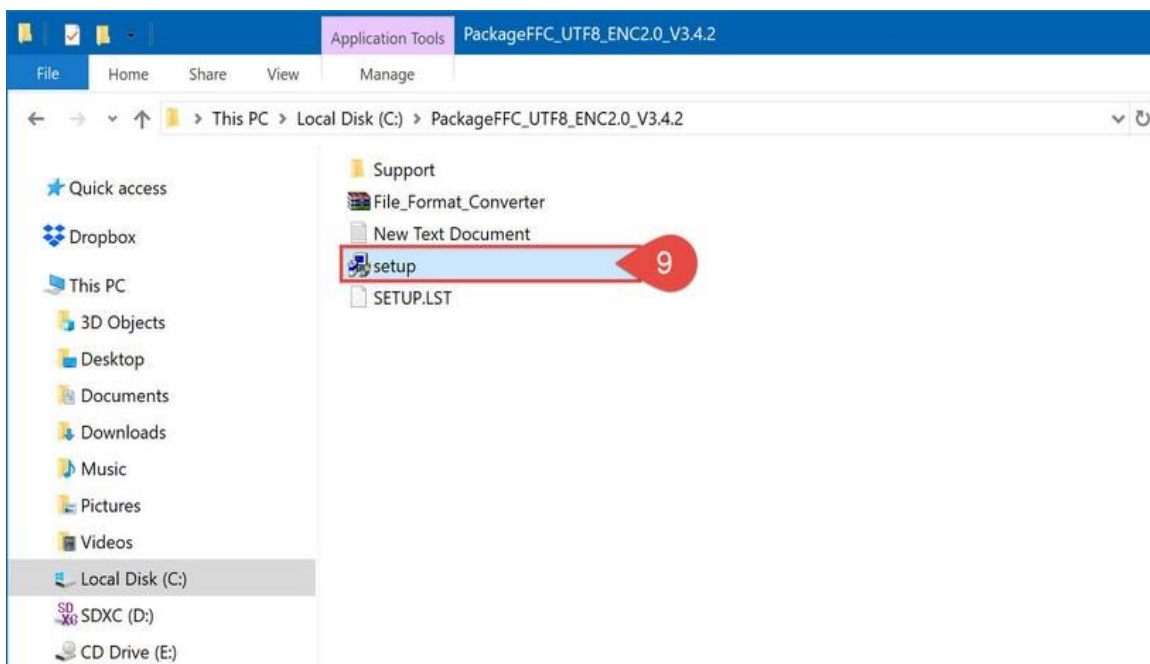 Application Tools PackageFFC_UTF8_ENC2.0_V3.4.2
File Home Share View Manage
This PC > Local Disk (C:) > PackageFFC_UTF8_ENC2.0_V3.4.2
Quick access
Dropbox
This PC
3D Objects
Desktop
Documents
Downloads
Music
Pictures
Videos
Local Disk (C:)
SD XC SDXC (D:)
CD Drive (E:)
Support
File_Format_Converter
New Text Document
setup 9
SETUP.LST